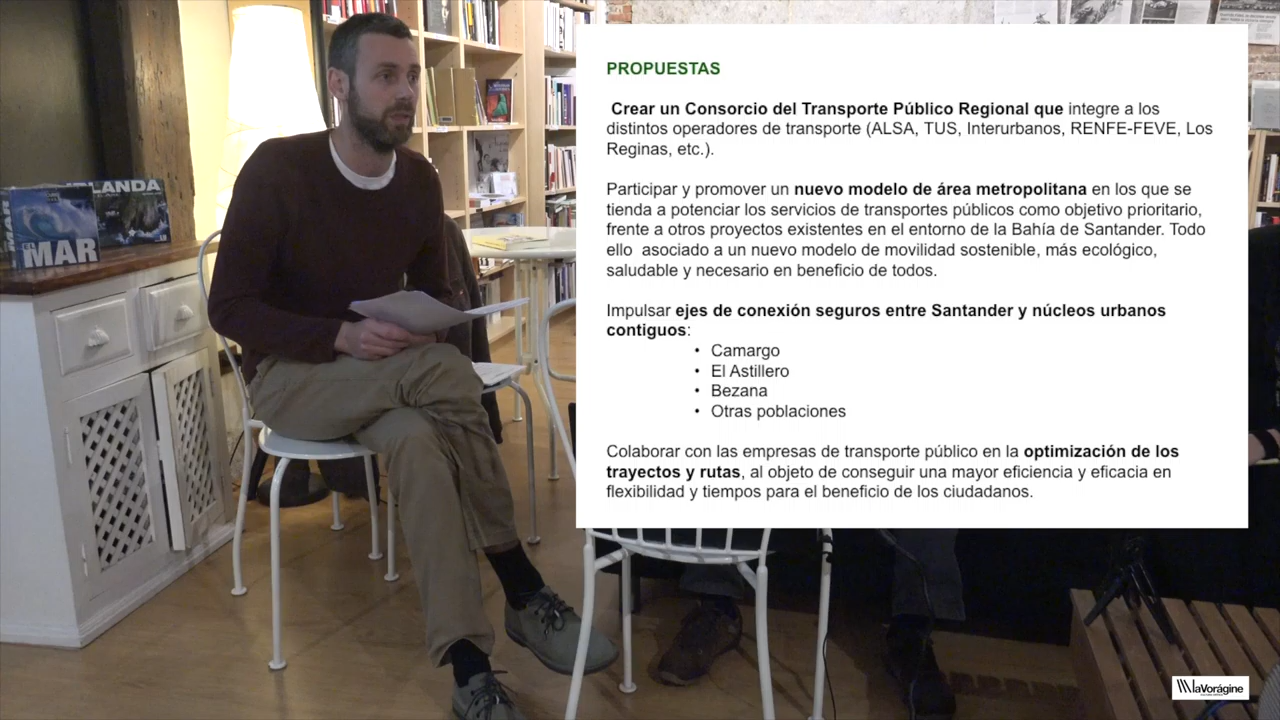 PROPUESTAS
Crear un Consorcio del Transporte Público Regional que integre a los
distintos operadores de transporte (ALSA, TUS, Interurbanos, RENFE-FEVE, Los
Reginas, etc.).
Participar y promover un nuevo modelo de área metropolitana en los que se
tienda a potenciar los servicios de transportes públicos como objetivo prioritario,
frente a otros proyectos existentes en el entorno de la Bahía de Santander. Todo
ello asociado a un nuevo modelo de movilidad sostenible, más ecológico,
saludable y necesario en beneficio de todos.
Impulsar ejes de conexión seguros entre Santander y núcleos urbanos
contiguos:
• Camargo
• El Astillero
• Bezana
• Otras poblaciones
Colaborar con las empresas de transporte público en la optimización de los
trayectos y rutas, al objeto de conseguir una mayor eficiencia y eficacia en
flexibilidad y tiempos para el beneficio de los ciudadanos.
EL
MAR
laVorágine